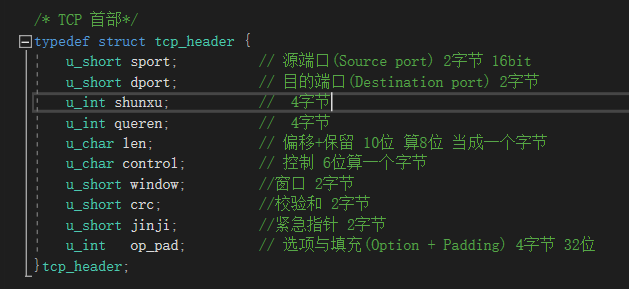 /* TCP 首部*/
typedef struct tcp_header {
u_short sport; // 源端口(Source port) 2字节 16bit
u_short dport; // 目的端口(Destination port) 2字节
u_int shunxu; // 4字节
u_int queren; // 4字节
u_char len; // 偏移+保留 10位 算8位 当成一个字节
u_char control; // 控制 6位算一个字节
u_short window; //窗口 2字节
u_short crc; //校验和 2字节
u_short jinji; //紧急指针 2字节
u_int op_pad; // 选项与填充(Option + Padding) 4字节 32位
}tcp_header;